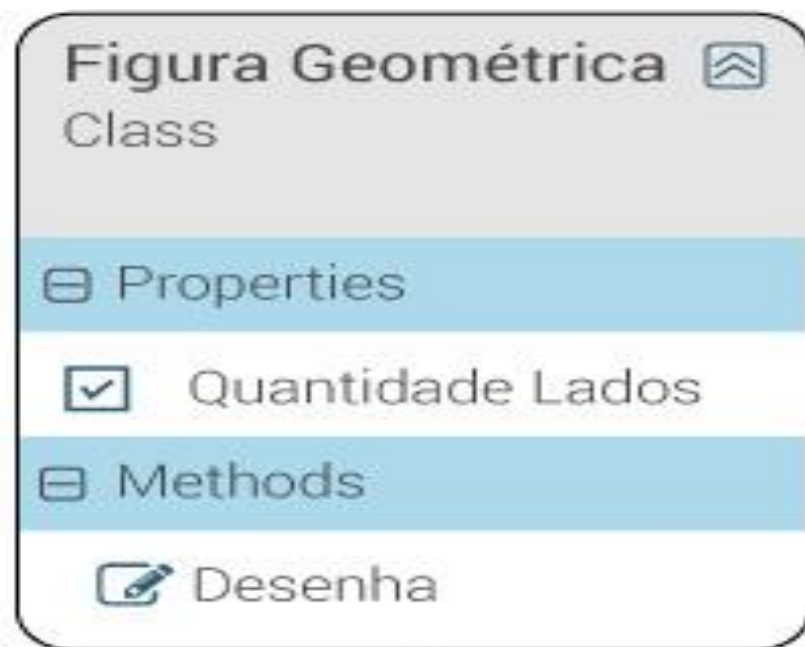 Figura Geométrica
Class
Properties
Quantidade Lados
Methods
Desenha